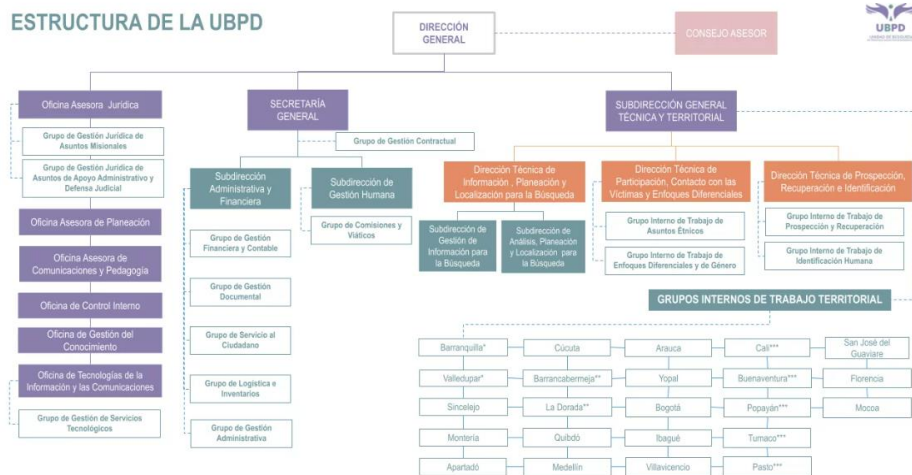 ESTRUCTURA DE LA UBPD
DIRECCIÓN
GENERAL
CONSEJO ASESOR
UBPD
Oficina Asesora Jurídica
Grupo de Gestión Jurídica de
Asuntos Misionales
Grupo de Gestión Jurídica de
Asuntos de Apoyo Administrativo y
Defensa Judicial
Oficina Asesora de Planeación
Oficina Asesora de
Comunicaciones y Pedagogía
Oficina de Control Interno
Oficina de Gestión del
Conocimiento
Oficina de Tecnologías de la
Información y las Comunicaciones
Grupo de Gestión de Servicios
Tecnológicos
SECRETARÍA
GENERAL
Grupo de Gestión Contractual
Subdirección
Administrativa y
Financiera
Grupo de Gestión
Financiera y Contable
Grupo de Gestión
Documental
Grupo de Servicio al
Ciudadano
Grupo de Logística e
Inventarios
Grupo de Gestión
Administrativa
Subdirección de
Gestión Humana
Grupo de Comisiones y
Viáticos
SUBDIRECCIÓN GENERAL
TÉCNICA Y TERRITORIAL
Dirección Técnica de
Información , Planeación y
Localización para la Búsqueda
Subdirección de
Gestión de
Información para
la Búsqueda
Subdirección de
Análisis, Planeación
y Localización para
la Búsqueda
Dirección Técnica de
Participación, Contacto con las
Víctimas y Enfoques Diferenciales
Grupo Interno de Trabajo de
Asuntos Étnicos
Grupo Interno de Trabajo de
Enfoques Diferenciales y de Género
Dirección Técnica de Prospección,
Recuperación e Identificación
Grupo Interno de Trabajo de
Prospección y Recuperación
Grupo Interno de Trabajo de
Identificación Humana
GRUPOS INTERNOS DE TRABAJO TERRITORIAL
Barranquilla*
Cúcuta
Arauca
Cali***
San José del
Guaviare
Valledupar*
Barrancabermeja**
Yopal
Buenaventura***
Florencia
Sincelejo
La Dorada**
Bogotá
Popayán***
Mocoa
Montería
Quibdó
Ibagué
Tumaco***
Apartadó
Medellín
Villavicencio
Pasto***